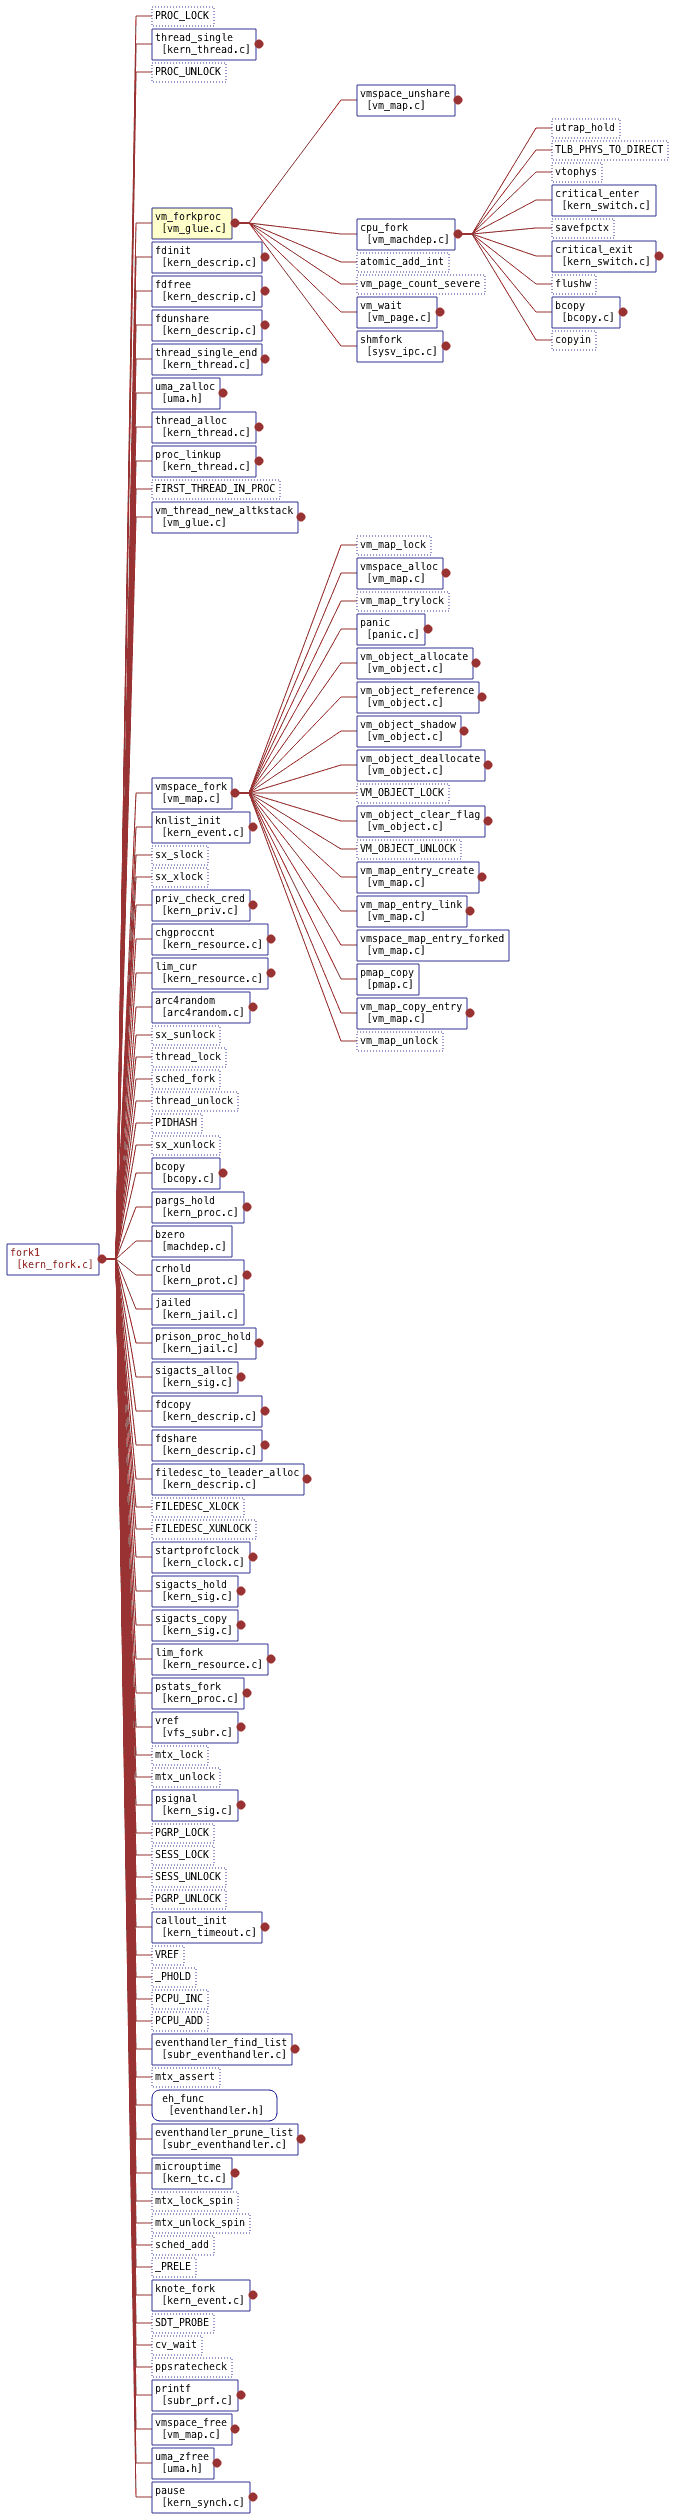 PROC_LOCK
thread_single
[kern_thread.c]
PROC_UNLOCK
vmspace_unshare
[vm_map.c]
utrap_hold
TLB_PHYS_TO_DIRECT
vtophys
critical_enter
[kern_switch.c]
vm_forkproc
[vm_glue.c]
cpu_fork
[vm_machdep.c]
savefpctx
critical_exit
[kern_switch.c]
fdinit
[kern_descrip.c]
atomic_add_int
vm_page_count_severe
flushw
fdfree
[kern_descrip.c]
vm_wait
[vm_page.c]
bcopy
[bcopy.c]
fdunshare
[kern_descrip.c]
shmfork
[sysv_ipc.c]
copyin
thread_single_end
[kern_thread.c]
uma_zalloc
[uma.h]
thread_alloc
[kern_thread.c]
proc_linkup
[kern_thread.c]
FIRST_THREAD_IN_PROC
vm_thread_new_altkstack
[vm_glue.c]
vm_map_lock
vmspace_alloc
[vm_map.c]
vm_map_trylock
panic
[panic.c]
vm_object_allocate
[vm_object.c]
vm_object_reference
[vm_object.c]
vm_object_shadow
[vm_object.c]
vm_object_deallocate
[vm_object.c]
vmspace_fork
[vm_map.c]
VM_OBJECT_LOCK
knlist_init
[kern_event.c]
vm_object_clear_flag
[vm_object.c]
sx_slock
VM_OBJECT_UNLOCK
sx_xlock
vm_map_entry_create
[vm_map.c]
priv_check_cred
[kern_priv.c]
vm_map_entry_link
[vm_map.c]
chgproccnt
[kern_resource.c]
vmspace_map_entry_forked
[vm_map.c]
lim_cur
[kern_resource.c]
pmap_copy
[pmap.c]
arc4random
[arc4random.c]
vm_map_copy_entry
[vm_map.c]
sx_sunlock
vm_map_unlock
thread_lock
sched_fork
thread_unlock
PIDHASH
sx_xunlock
bcopy
[bcopy.c]
pargs_hold
[kern_proc.c]
bzero
[machdep.c]
fork1
[kern_fork.c]
crhold
[kern_prot.c]
jailed
[kern_jail.c]
prison_proc_hold
[kern_jail.c]
sigacts_alloc
[kern_sig.c]
fdcopy
[kern_descrip.c]
fdshare
[kern_descrip.c]
filedesc_to_leader_alloc
[kern_descrip.c]
FILEDESC_XLOCK
FILEDESC_XUNLOCK
startprofclock
[kern_clock.c]
sigacts_hold
[kern_sig.c]
sigacts_copy
[kern_sig.c]
lim_fork
[kern_resource.c]
pstats_fork
[kern_proc.c]
vref
[vfs_subr.c]
mtx_lock
mtx_unlock
psignal
[kern_sig.c]
PGRP_LOCK
SESS_LOCK
SESS_UNLOCK
PGRP_UNLOCK
callout_init
[kern_timeout.c]
VREF
_PHOLD
PCPU_INC
PCPU_ADD
eventhandler_find_list
[subr_eventhandler.c]
mtx_assert
eh_func
[eventhandler.h]
eventhandler_prune_list
[subr_eventhandler.c]
microuptime
[kern_tc.c]
mtx_lock_spin
mtx_unlock_spin
sched_add
_PRELE
knote_fork
[kern_event.c]
SDT_PROBE
cv_wait
ppsratecheck
printf
[subr_prf.c]
vmspace_free
[vm_map.c]
uma_zfree
[uma.h]
pause
[kern_synch.c]